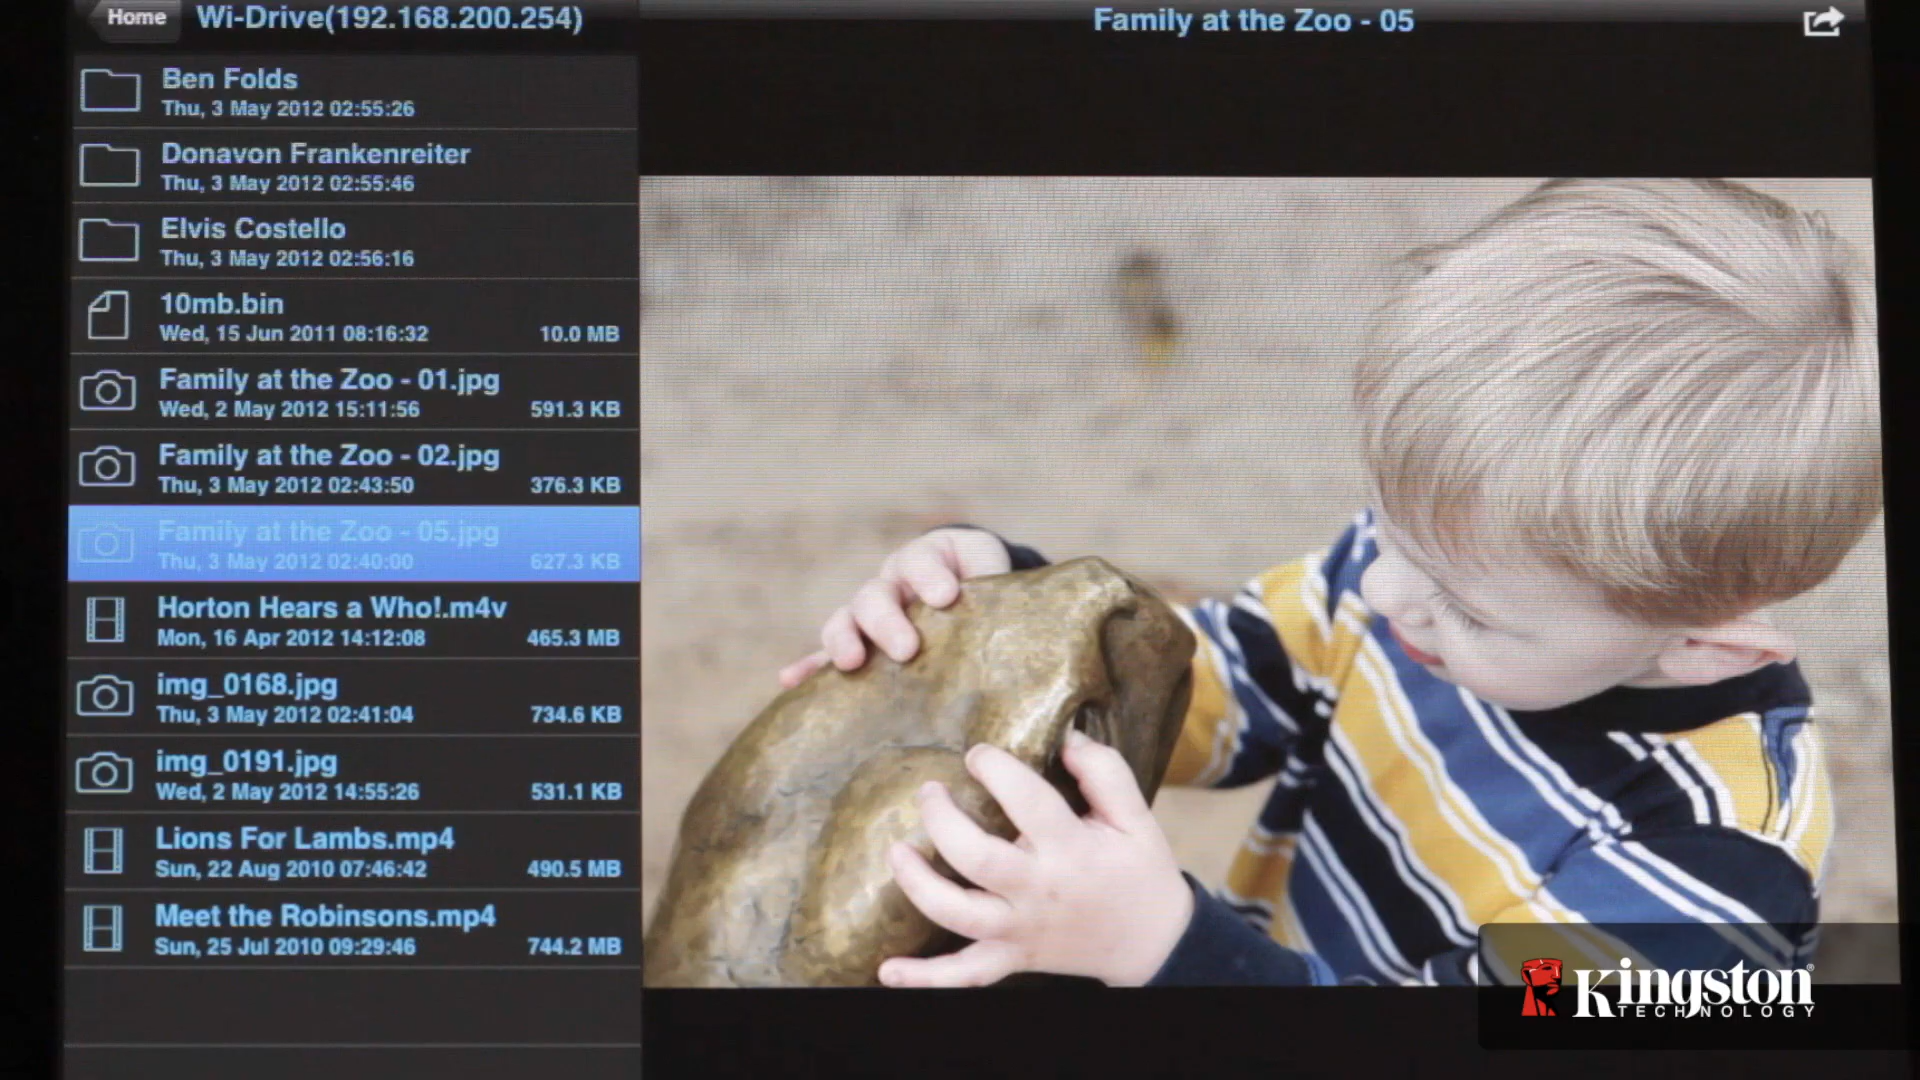 Home
Wi-Drive(192.168.200.254)
Family at the Zoo - 05
Ben Folds
Thu, 3 May 2012 02:55:26
Donavon Frankenreiter
Thu, 3 May 2012 02:55:46
Elvis Costello
Thu, 3 May 2012 02:56:16
10mb.bin
Wed, 15 Jun 2011 08:16:32 10.0 MB
Family at the Zoo - 01.jpg
Wed, 2 May 2012 15:11:56 591.3 KB
Family at the Zoo - 02.jpg
Thu, 3 May 2012 02:43:50 376.3 KB
Family at the Zoo - 05.jpg
Thu, 3 May 2012 02:40:00 627.3 KB
Horton Hears a Who!.m4v
Mon, 16 Apr 2012 14:12:08 465.3 MB
img_0168.jpg
Thu, 3 May 2012 02:41:04 734.6 KB
img_0191.jpg
Wed, 2 May 2012 14:55:26 531.1 KB
Lions For Lambs.mp4
Sun, 22 Aug 2010 07:46:42 490.5 MB
Meet the Robinsons.mp4
Sun, 25 Jul 2010 09:29:46 744.2 MB
Kingston®
TECHNOLOGY